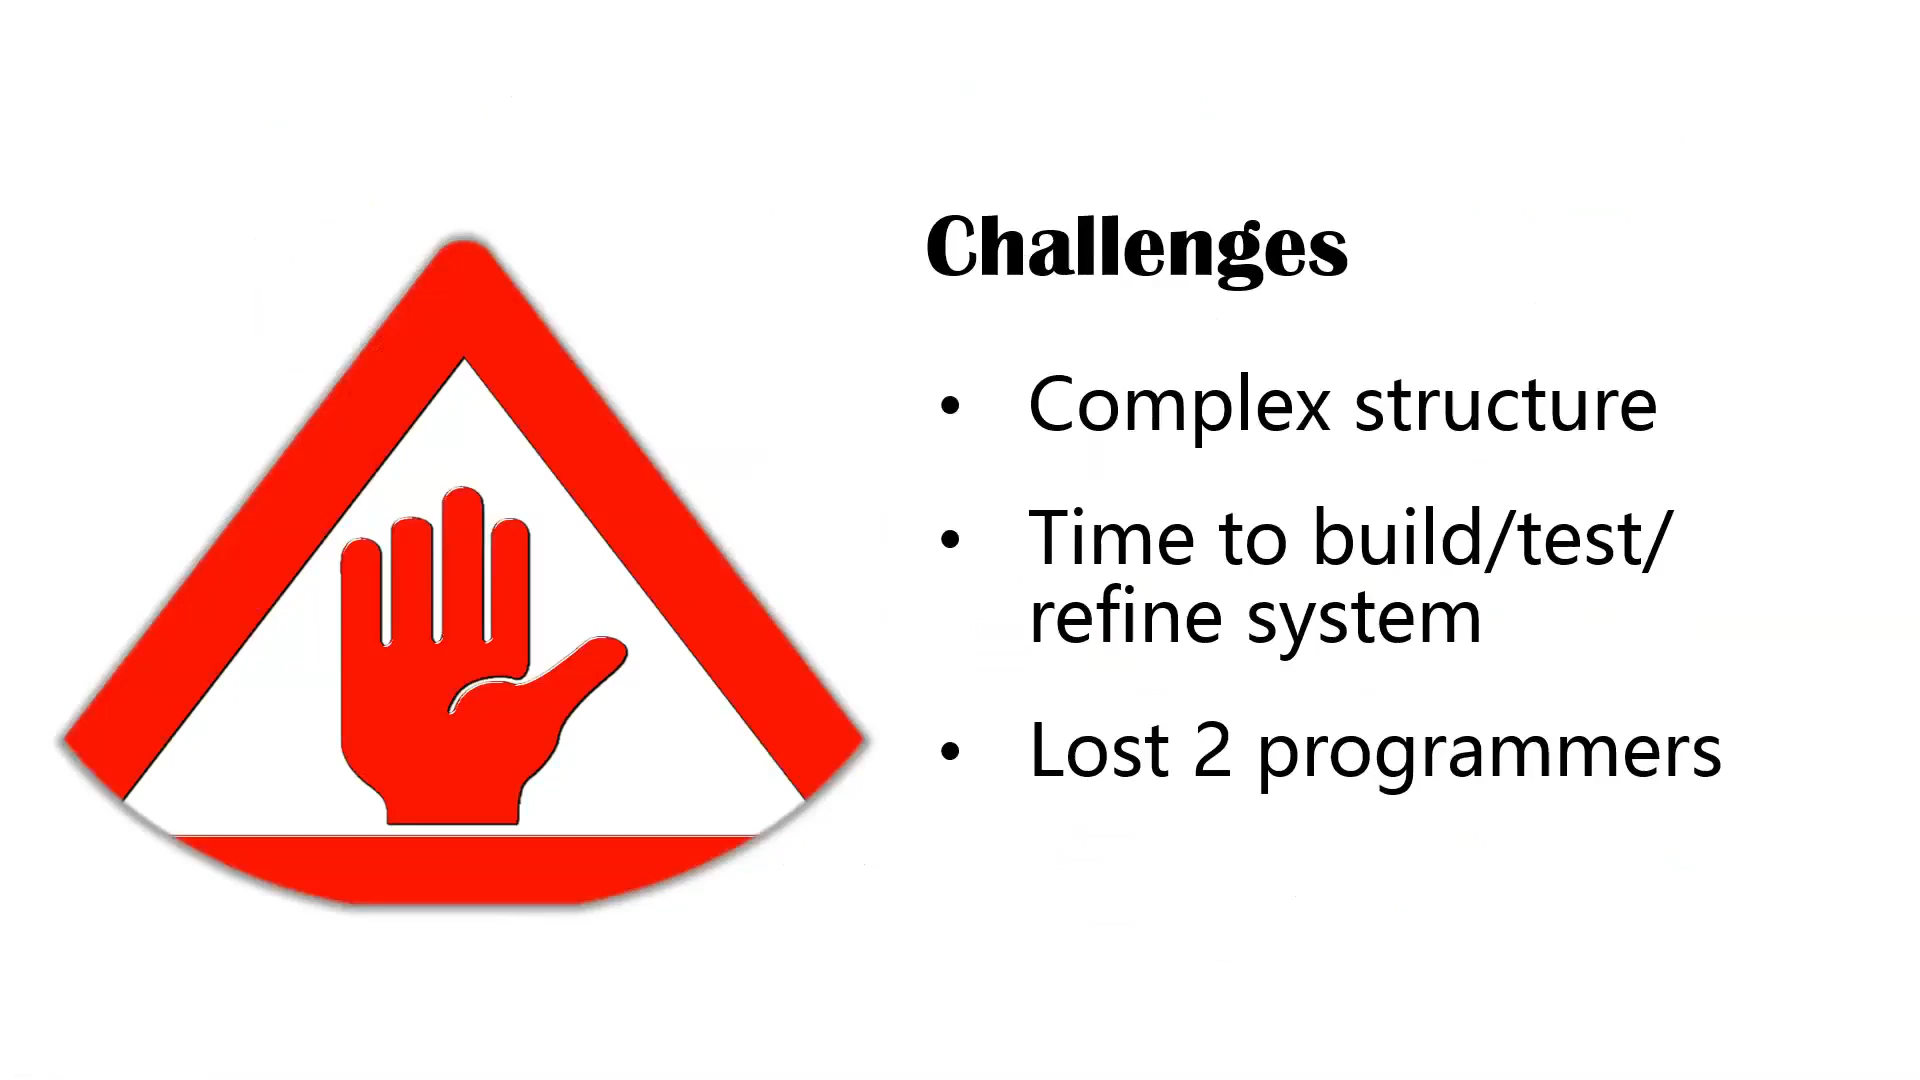 Challenges
• Complex structure
• Time to build/test/
refine system
• Lost 2 programmers